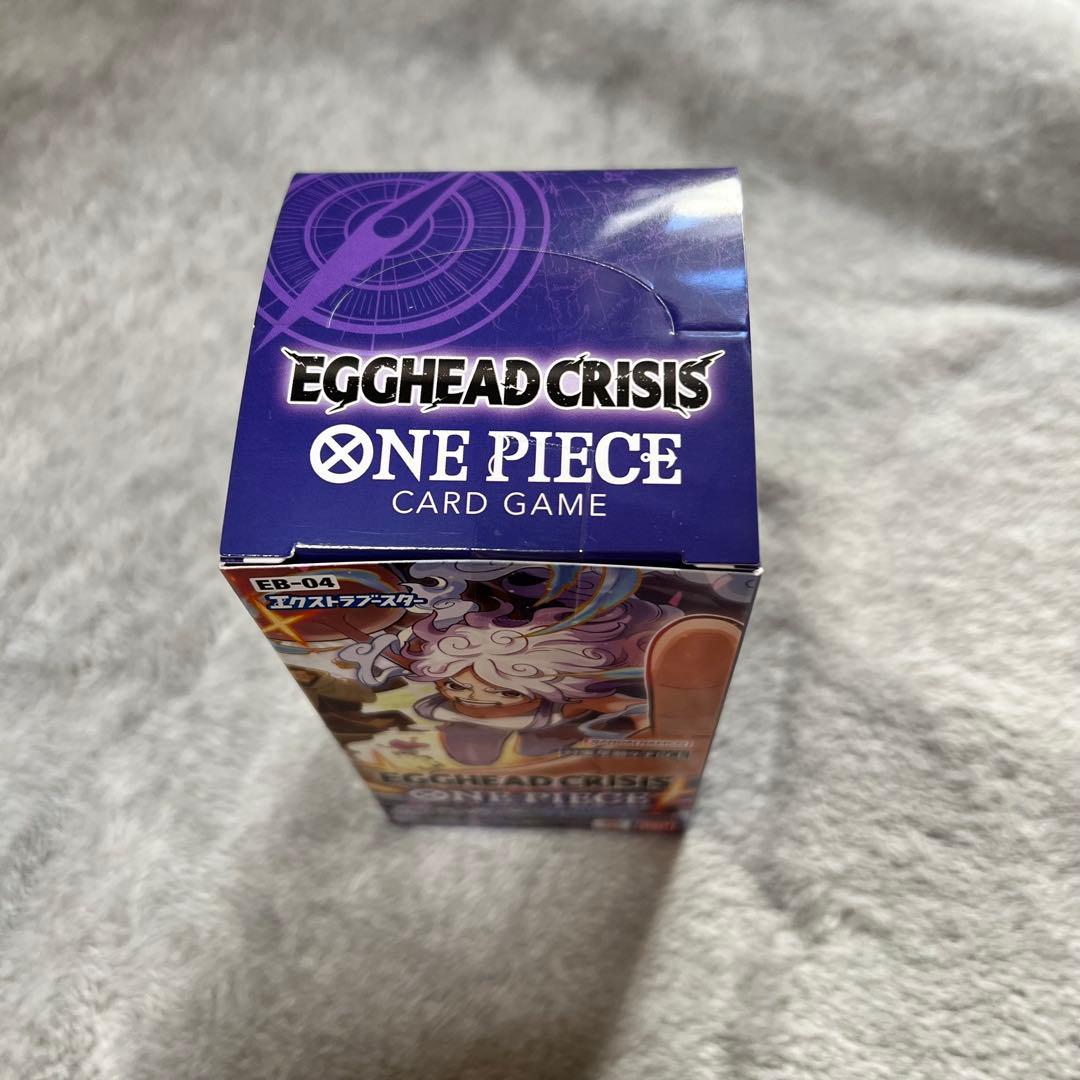 EGGHEAD CRISIS
ONE PIECE
CARD GAME
EB-04
エクストラブースター
EGGHEAD CRISIS
ONE PIECE